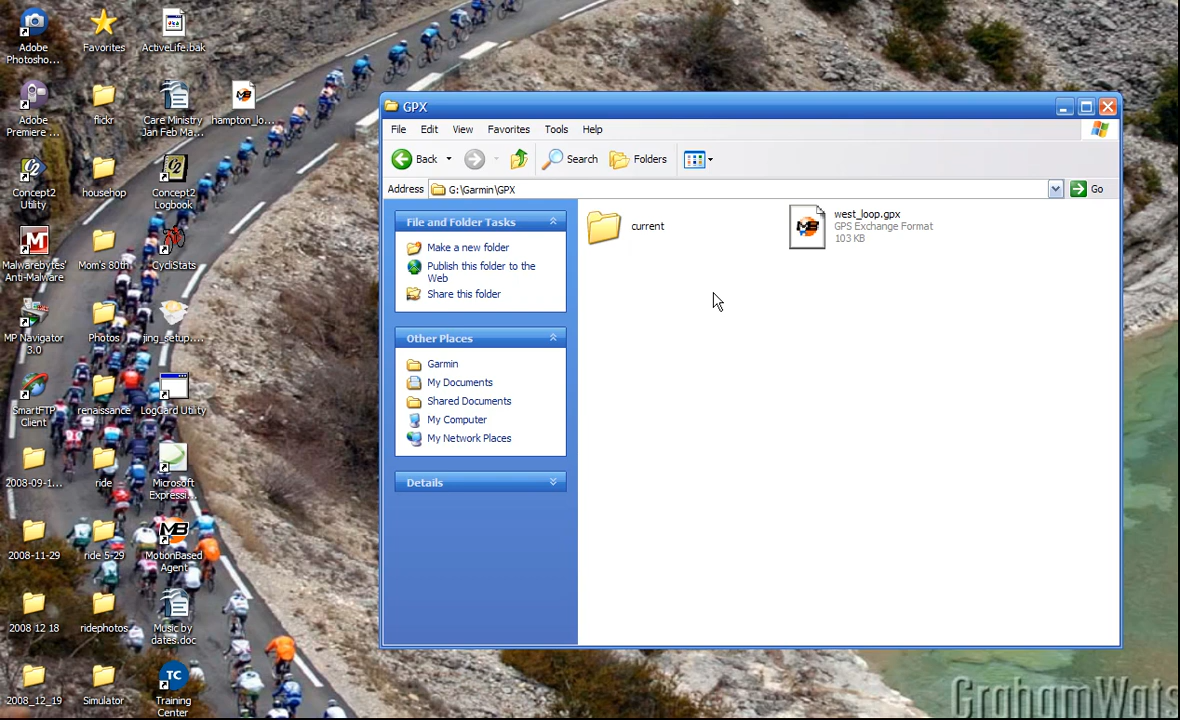 Adobe
Photosho...
Favorites
ActiveLife.bak
Adobe
Premiere ...
flickr
Care Ministry
Jan Feb Ma...
hampton_lo...
Concept2
Utility
househop
Concept2
Logbook
Malwarebytes'
Anti-Malware
Mom's 80th
CycliStats
MP Navigator
3.0
Photos
jing_setup....
SmartFTP
Client
renaissance
LogCard Utility
2008-09-1...
ride
Microsoft
Expressi...
2008-11-29
ride 5-29
MotionBased
Agent
2008 12 18
ridephotos
Music by
dates.doc
2008_12_19
Simulator
TC
Training
Center
GPX
File Edit View Favorites Tools Help
Back Search Folders
Address G:\Garmin\GPX Go
File and Folder Tasks
Make a new folder
Publish this folder to the
Web
Share this folder
Other Places
Garmin
My Documents
Shared Documents
My Computer
My Network Places
Details
current
west_loop.gpx
GPS Exchange Format
103 KB
GrahamWats